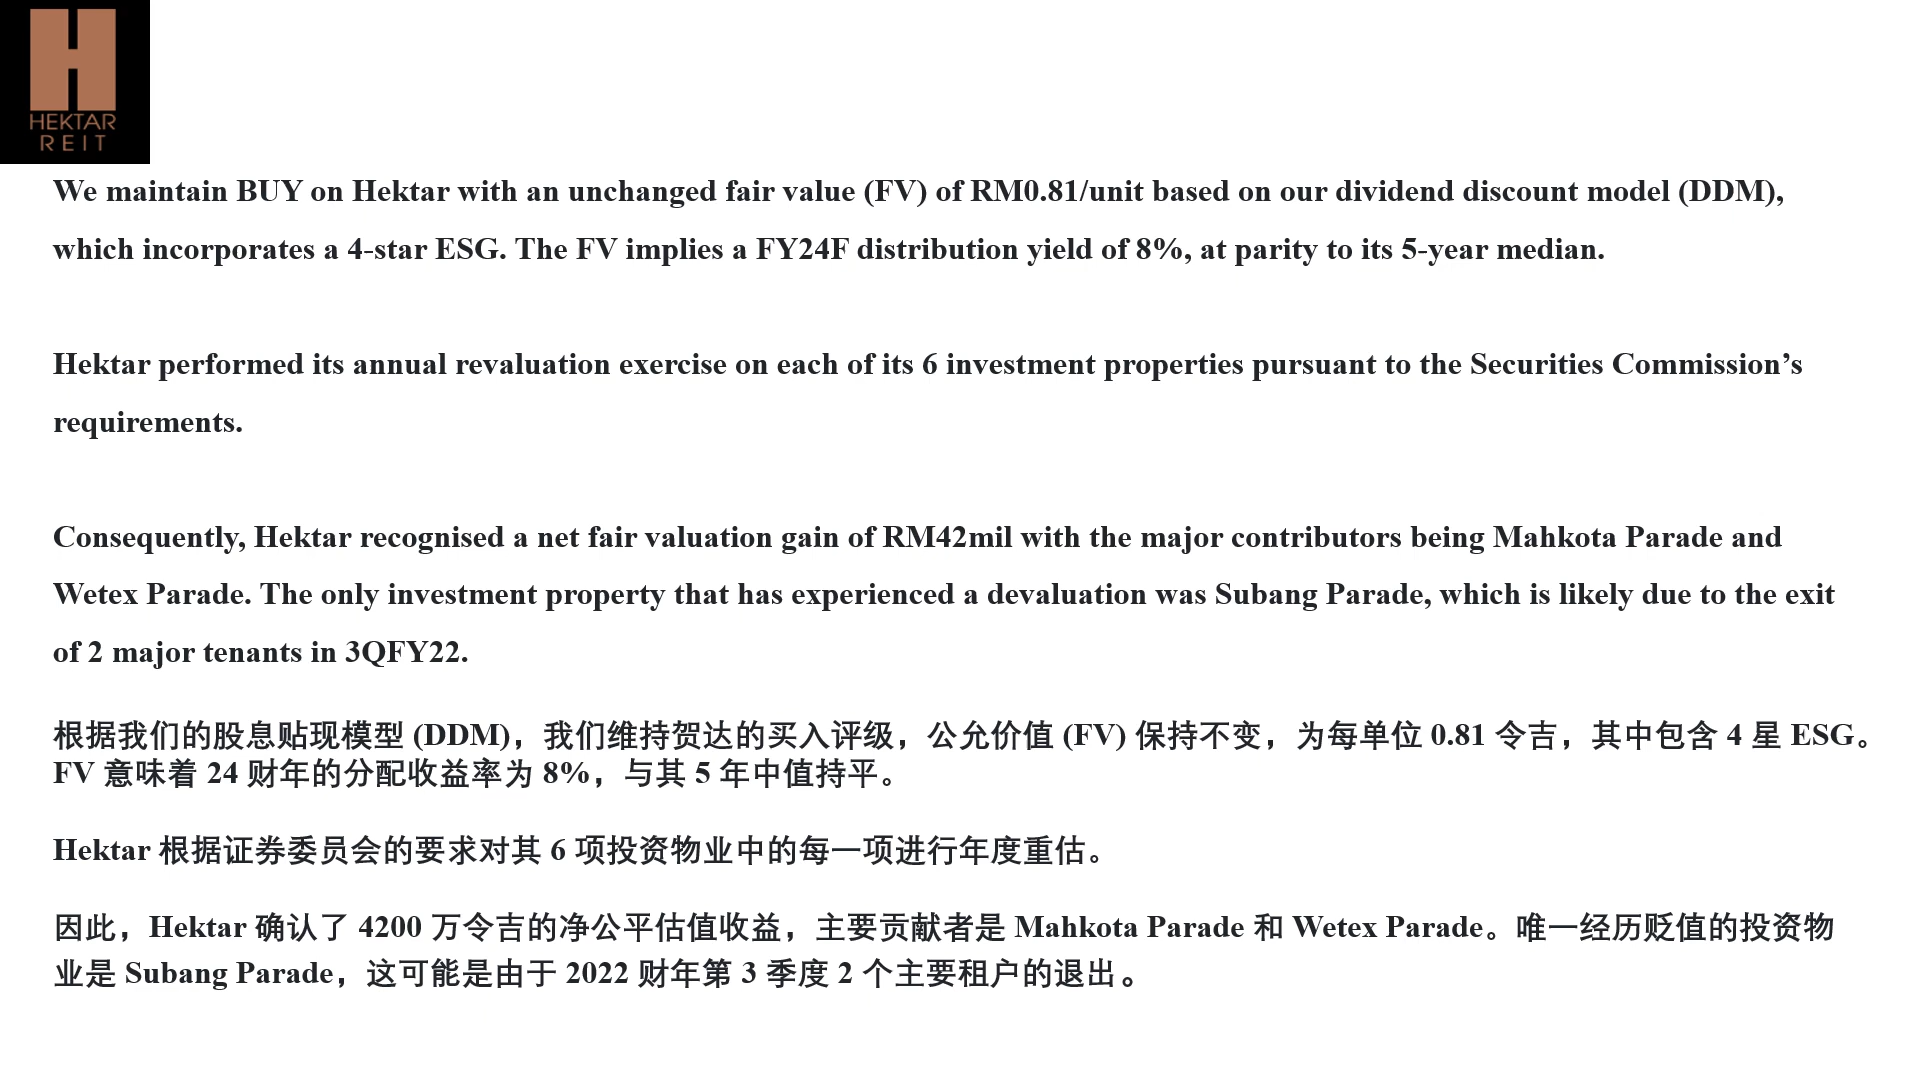 HEKTAR
REIT
We maintain BUY on Hektar with an unchanged fair value (FV) of RM0.81/unit based on our dividend discount model (DDM),
which incorporates a 4-star ESG. The FV implies a FY24F distribution yield of 8%, at parity to its 5-year median.
Hektar performed its annual revaluation exercise on each of its 6 investment properties pursuant to the Securities Commission’s
requirements.
Consequently, Hektar recognised a net fair valuation gain of RM42mil with the major contributors being Mahkota Parade and
Wetex Parade. The only investment property that has experienced a devaluation was Subang Parade, which is likely due to the exit
of 2 major tenants in 3QFY22.
根据我们的股息贴现模型 (DDM)，我们维持贺达的买入评级，公允价值 (FV) 保持不变，为每单位 0.81 令吉，其中包含 4 星 ESG。
FV 意味着 24 财年的分配收益率为 8%，与其 5 年中值持平。
Hektar 根据证券委员会的要求对其 6 项投资物业中的每一项进行年度重估。
因此，Hektar 确认了 4200 万令吉的净公平估值收益，主要贡献者是 Mahkota Parade 和 Wetex Parade。唯一经历贬值的投资物
业是 Subang Parade，这可能是由于 2022 财年第 3 季度 2 个主要租户的退出。